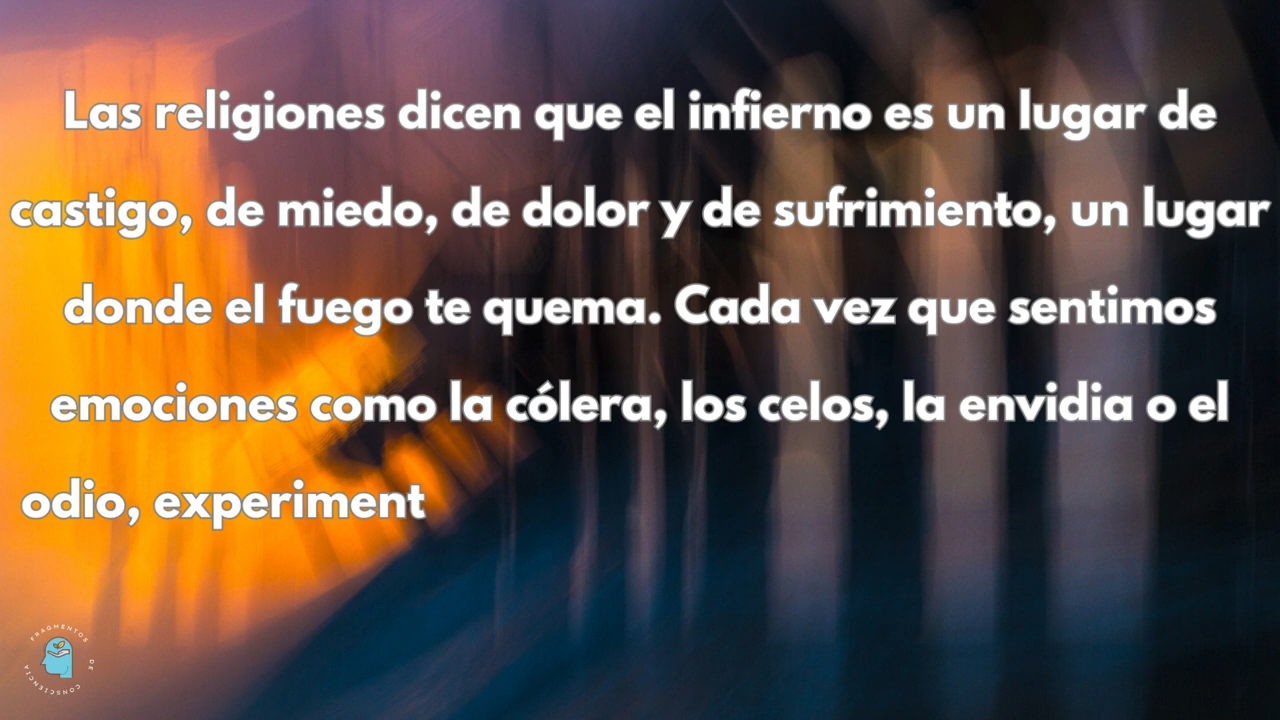 Las religiones dicen que el infierno es un lugar de
castigo, de miedo, de dolor y de sufrimiento, un lugar
donde el fuego te quema. Cada vez que sentimos
emociones como la cólera, los celos, la envidia o el
odio, experiment
FRAGMENTOS DE CONSCIENCIA